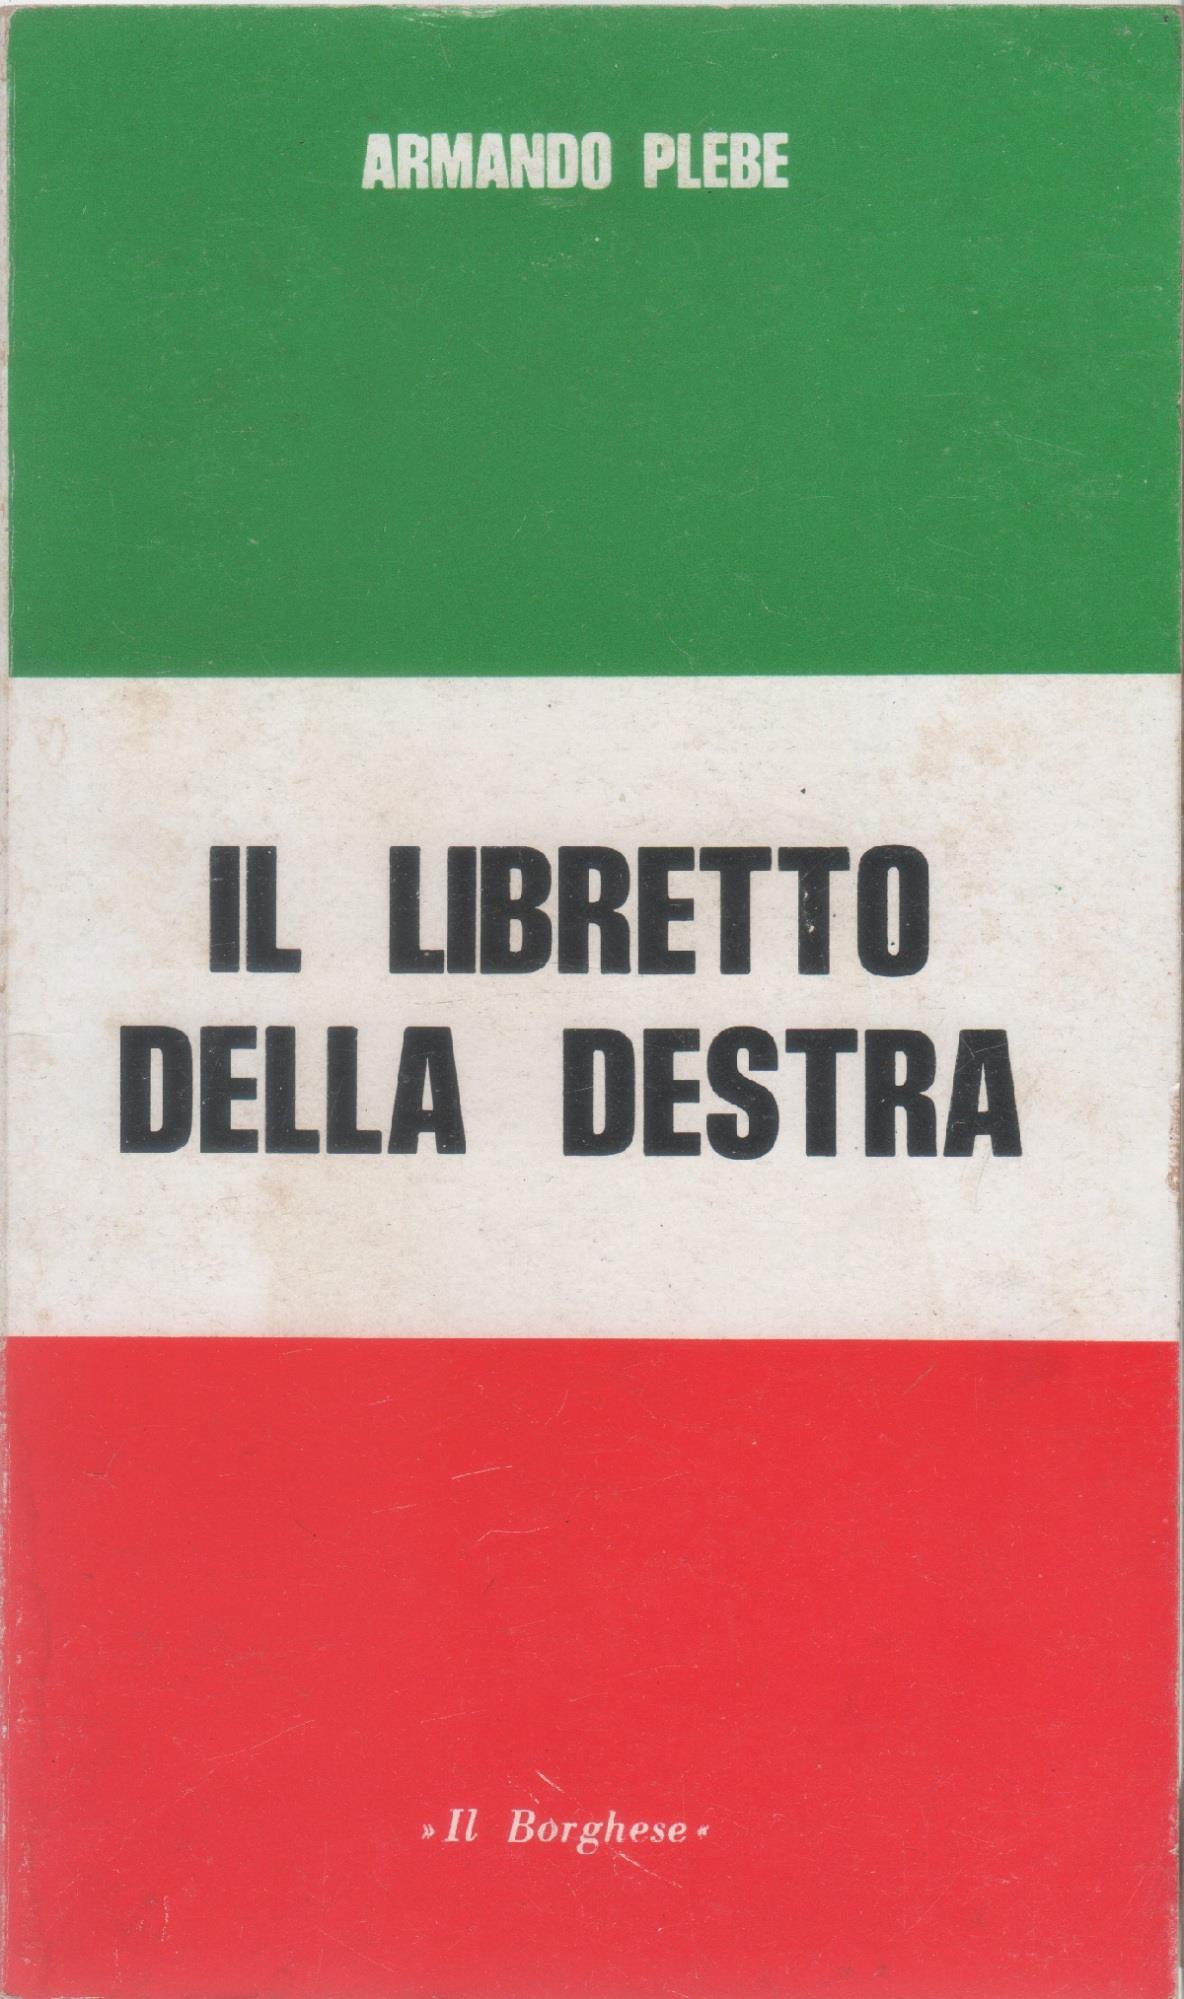 ARMANDO PLEBE
IL LIBRETTO
DELLA DESTRA
»Il Borghese«